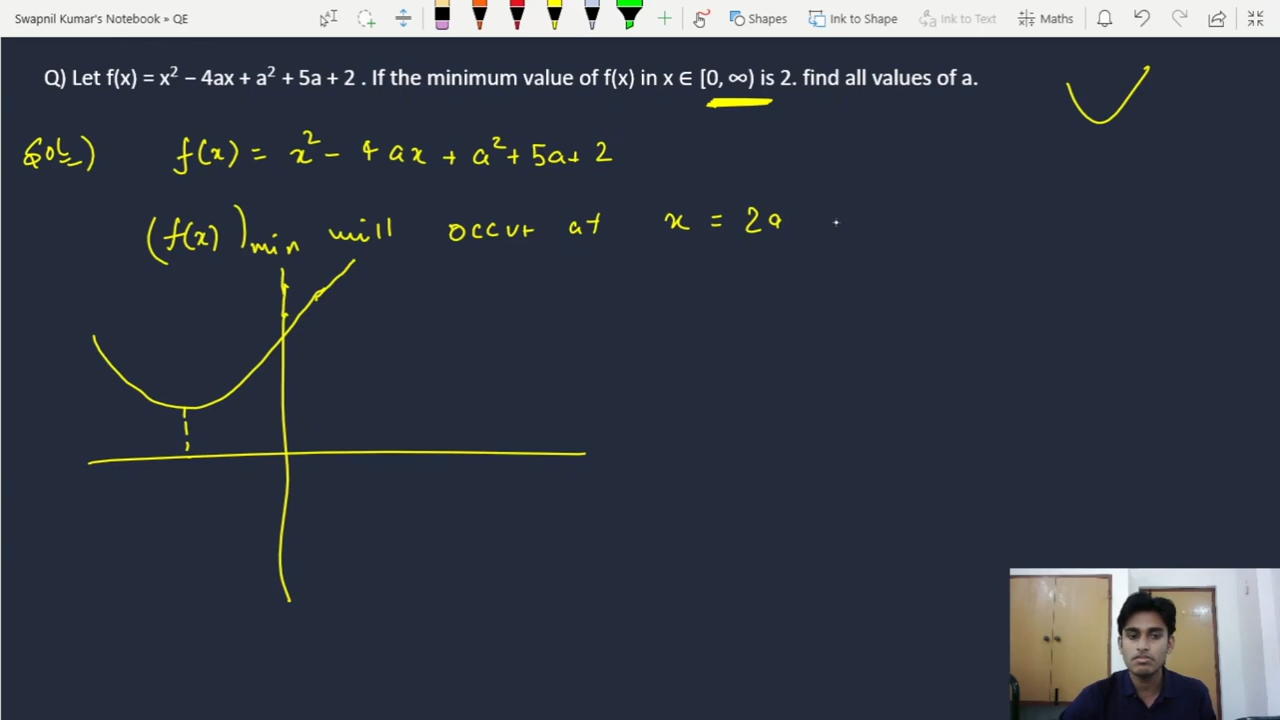 Swapnil Kumar's Notebook » QE
Shapes
Ink to Shape
Ink to Text
Maths
Q) Let f(x) = x² – 4ax + a² + 5a + 2 . If the minimum value of f(x) in x ∈ [0, ∞) is 2. find all values of a.
Sol) f(x) = x² - 4ax + a² + 5a + 2
(f(x))min will occur at x = 2a